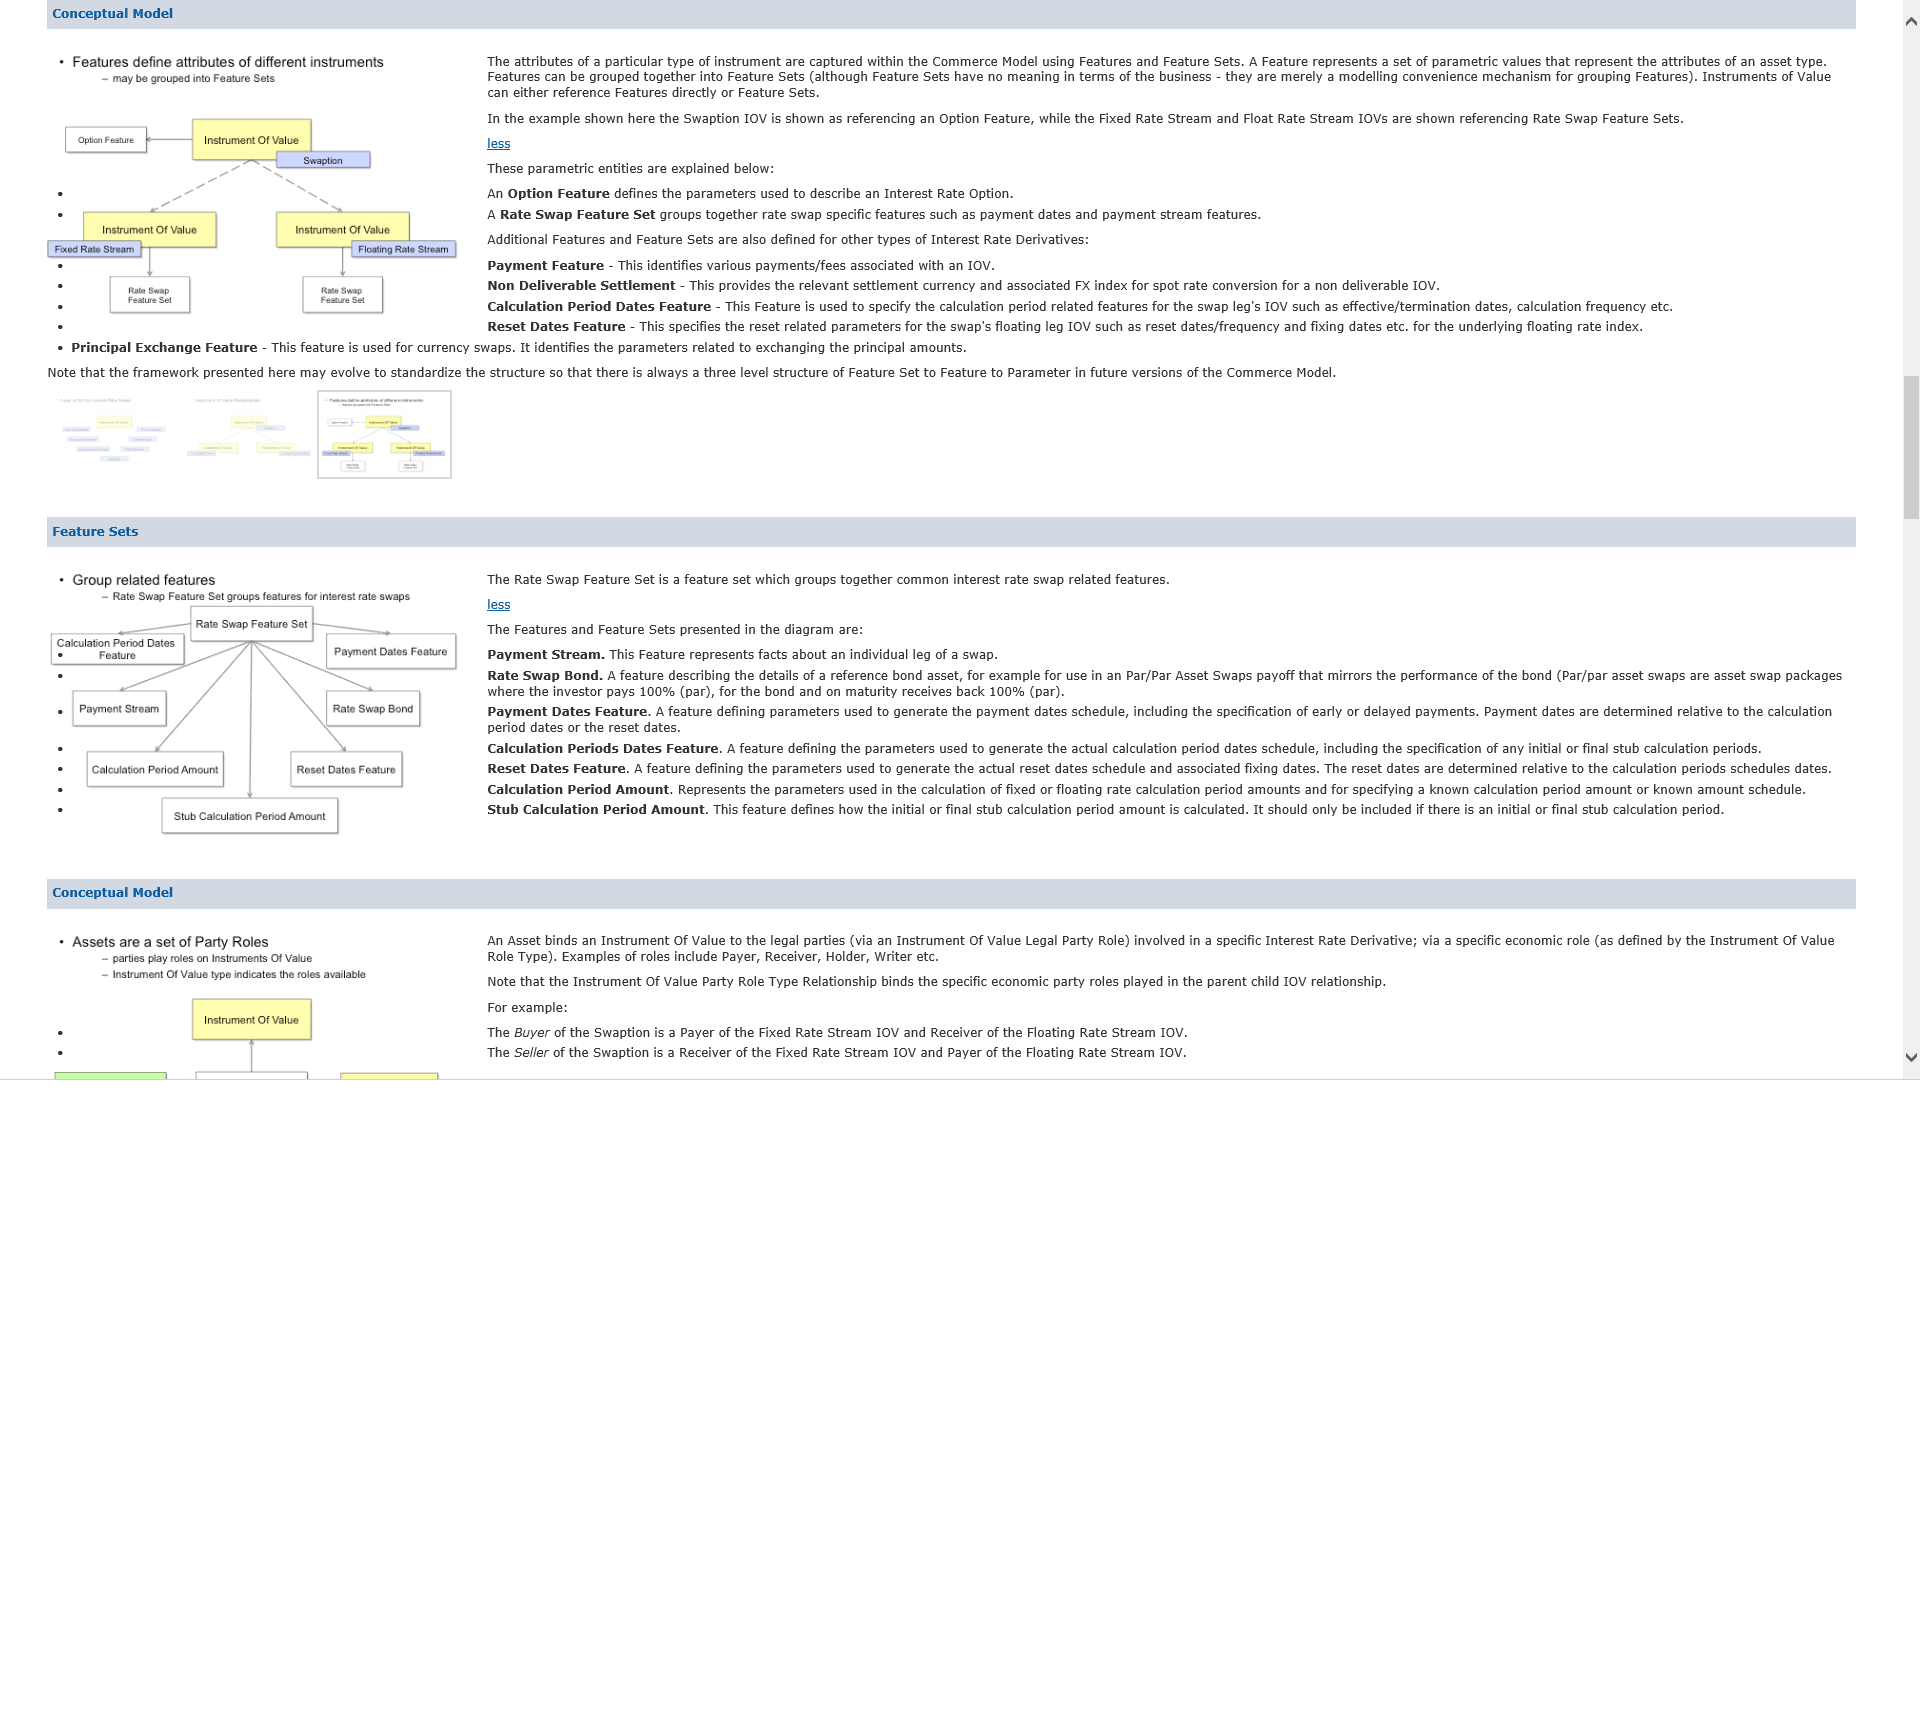 Conceptual Model
• Features define attributes of different instruments
– may be grouped into Feature Sets
Option Feature
Instrument Of Value
Swaption
Instrument Of Value
Instrument Of Value
Fixed Rate Stream
Floating Rate Stream
Rate Swap
Feature Set
Rate Swap
Feature Set
The attributes of a particular type of instrument are captured within the Commerce Model using Features and Feature Sets. A Feature represents a set of parametric values that represent the attributes of an asset type.
Features can be grouped together into Feature Sets (although Feature Sets have no meaning in terms of the business - they are merely a modelling convenience mechanism for grouping Features). Instruments of Value
can either reference Features directly or Feature Sets.
In the example shown here the Swaption IOV is shown as referencing an Option Feature, while the Fixed Rate Stream and Float Rate Stream IOVs are shown referencing Rate Swap Feature Sets.
less
These parametric entities are explained below:
An Option Feature defines the parameters used to describe an Interest Rate Option.
A Rate Swap Feature Set groups together rate swap specific features such as payment dates and payment stream features.
Additional Features and Feature Sets are also defined for other types of Interest Rate Derivatives:
Payment Feature - This identifies various payments/fees associated with an IOV.
Non Deliverable Settlement - This provides the relevant settlement currency and associated FX index for spot rate conversion for a non deliverable IOV.
Calculation Period Dates Feature - This Feature is used to specify the calculation period related features for the swap leg's IOV such as effective/termination dates, calculation frequency etc.
Reset Dates Feature - This specifies the reset related parameters for the swap's floating leg IOV such as reset dates/frequency and fixing dates etc. for the underlying floating rate index.
• Principal Exchange Feature - This feature is used for currency swaps. It identifies the parameters related to exchanging the principal amounts.
Note that the framework presented here may evolve to standardize the structure so that there is always a three level structure of Feature Set to Feature to Parameter in future versions of the Commerce Model.
Feature Sets
• Group related features
– Rate Swap Feature Set groups features for interest rate swaps
Rate Swap Feature Set
Calculation Period Dates
Feature
Payment Dates Feature
Payment Stream
Rate Swap Bond
Calculation Period Amount
Reset Dates Feature
Stub Calculation Period Amount
The Rate Swap Feature Set is a feature set which groups together common interest rate swap related features.
less
The Features and Feature Sets presented in the diagram are:
Payment Stream. This Feature represents facts about an individual leg of a swap.
Rate Swap Bond. A feature describing the details of a reference bond asset, for example for use in an Par/Par Asset Swaps payoff that mirrors the performance of the bond (Par/par asset swaps are asset swap packages
where the investor pays 100% (par), for the bond and on maturity receives back 100% (par).
Payment Dates Feature. A feature defining parameters used to generate the payment dates schedule, including the specification of early or delayed payments. Payment dates are determined relative to the calculation
period dates or the reset dates.
Calculation Periods Dates Feature. A feature defining the parameters used to generate the actual calculation period dates schedule, including the specification of any initial or final stub calculation periods.
Reset Dates Feature. A feature defining the parameters used to generate the actual reset dates schedule and associated fixing dates. The reset dates are determined relative to the calculation periods schedules dates.
Calculation Period Amount. Represents the parameters used in the calculation of fixed or floating rate calculation period amounts and for specifying a known calculation period amount or known amount schedule.
Stub Calculation Period Amount. This feature defines how the initial or final stub calculation period amount is calculated. It should only be included if there is an initial or final stub calculation period.
Conceptual Model
• Assets are a set of Party Roles
– parties play roles on Instruments Of Value
– Instrument Of Value type indicates the roles available
Instrument Of Value
An Asset binds an Instrument Of Value to the legal parties (via an Instrument Of Value Legal Party Role) involved in a specific Interest Rate Derivative; via a specific economic role (as defined by the Instrument Of Value
Role Type). Examples of roles include Payer, Receiver, Holder, Writer etc.
Note that the Instrument Of Value Party Role Type Relationship binds the specific economic party roles played in the parent child IOV relationship.
For example:
The Buyer of the Swaption is a Payer of the Fixed Rate Stream IOV and Receiver of the Floating Rate Stream IOV.
The Seller of the Swaption is a Receiver of the Fixed Rate Stream IOV and Payer of the Floating Rate Stream IOV.